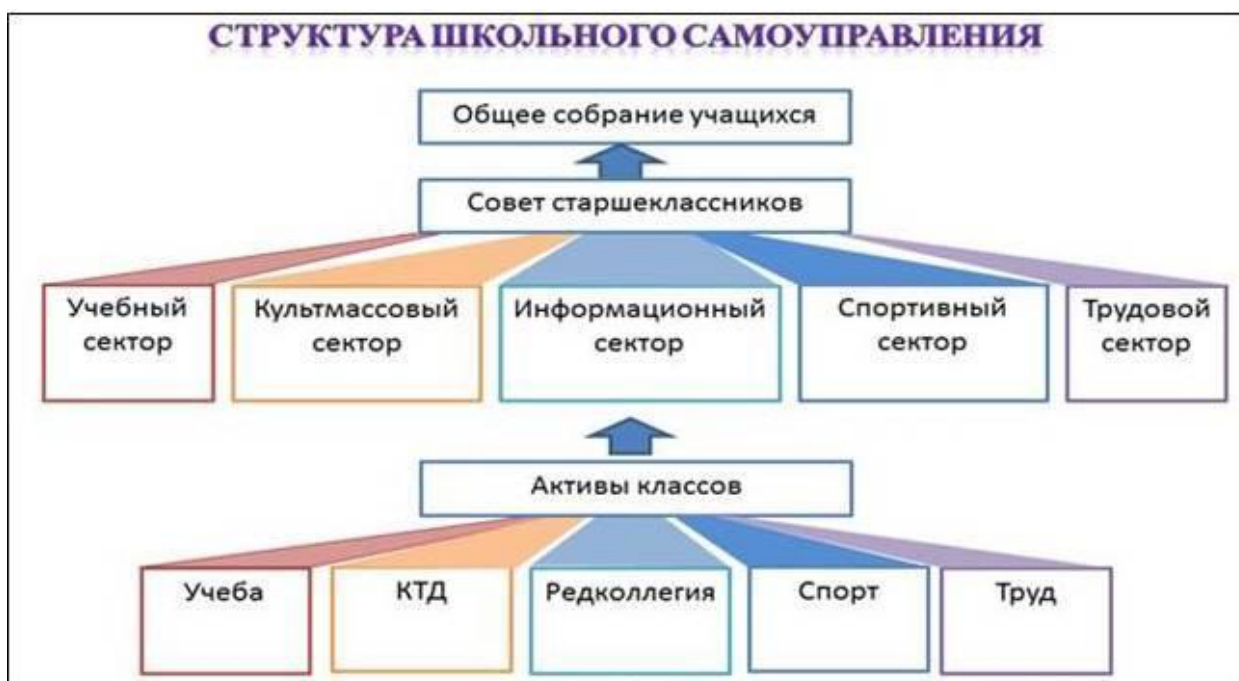 СТРУКТУРА ШКОЛЬНОГО САМОУПРАВЛЕНИЯ
Общее собрание учащихся
Совет старшеклассников
Учебный
сектор
Культмассовый
сектор
Информационный
сектор
Спортивный
сектор
Трудовой
сектор
Активы классов
Учеба
КТД
Редколлегия
Спорт
Труд